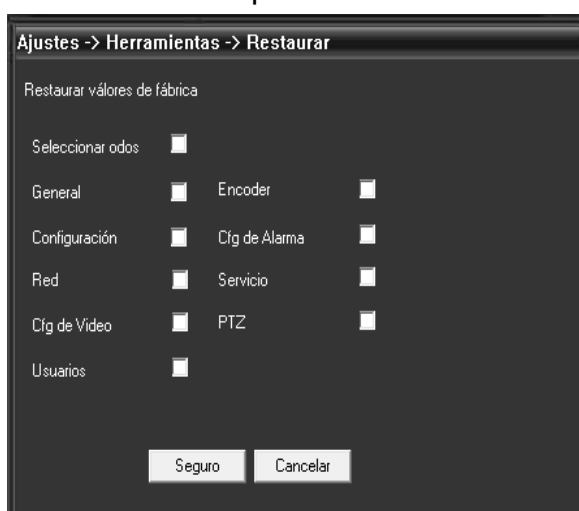 Ajustes -> Herramientas -> Restaurar
Restaurar válores de fábrica
Seleccionar odos
General Encoder
Configuración Cfg de Alarma
Red Servicio
Cfg de Video PTZ
Usuarios
Seguro Cancelar